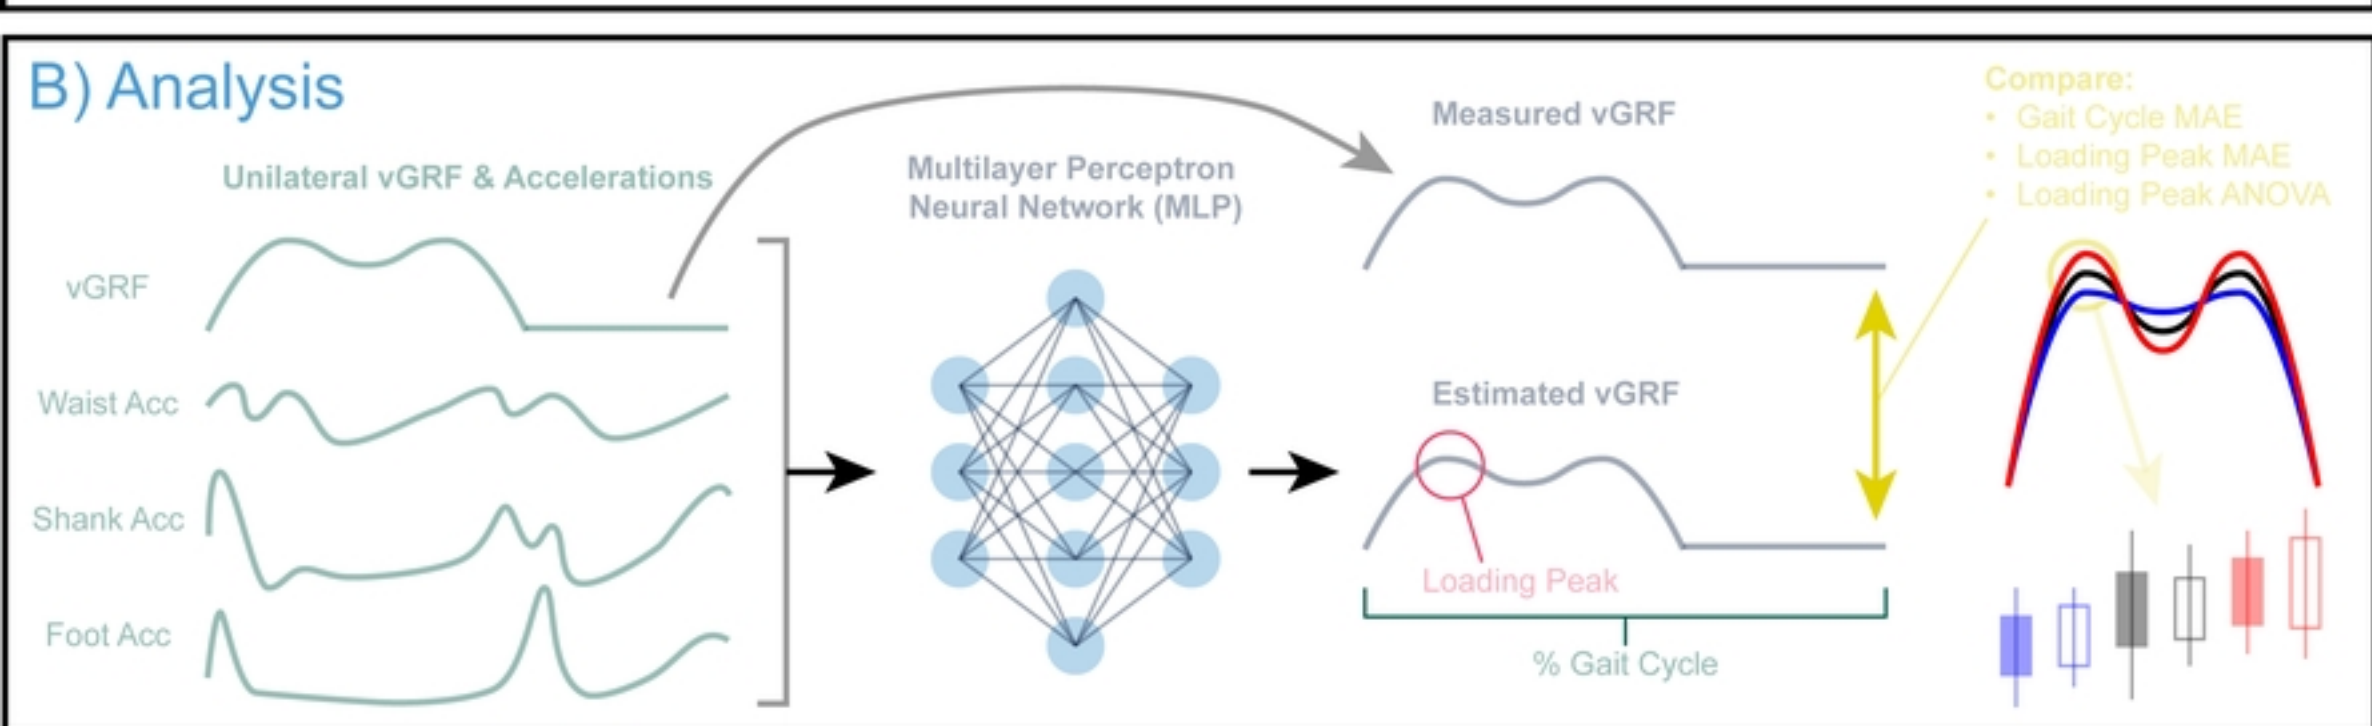 B) Analysis
Unilateral vGRF & Accelerations
vGRF
Waist Acc
Shank Acc
Foot Acc
Multilayer Perceptron
Neural Network (MLP)
Measured vGRF
Estimated vGRF
Loading Peak
% Gait Cycle
Compare:
• Gait Cycle MAE
• Loading Peak MAE
• Loading Peak ANOVA